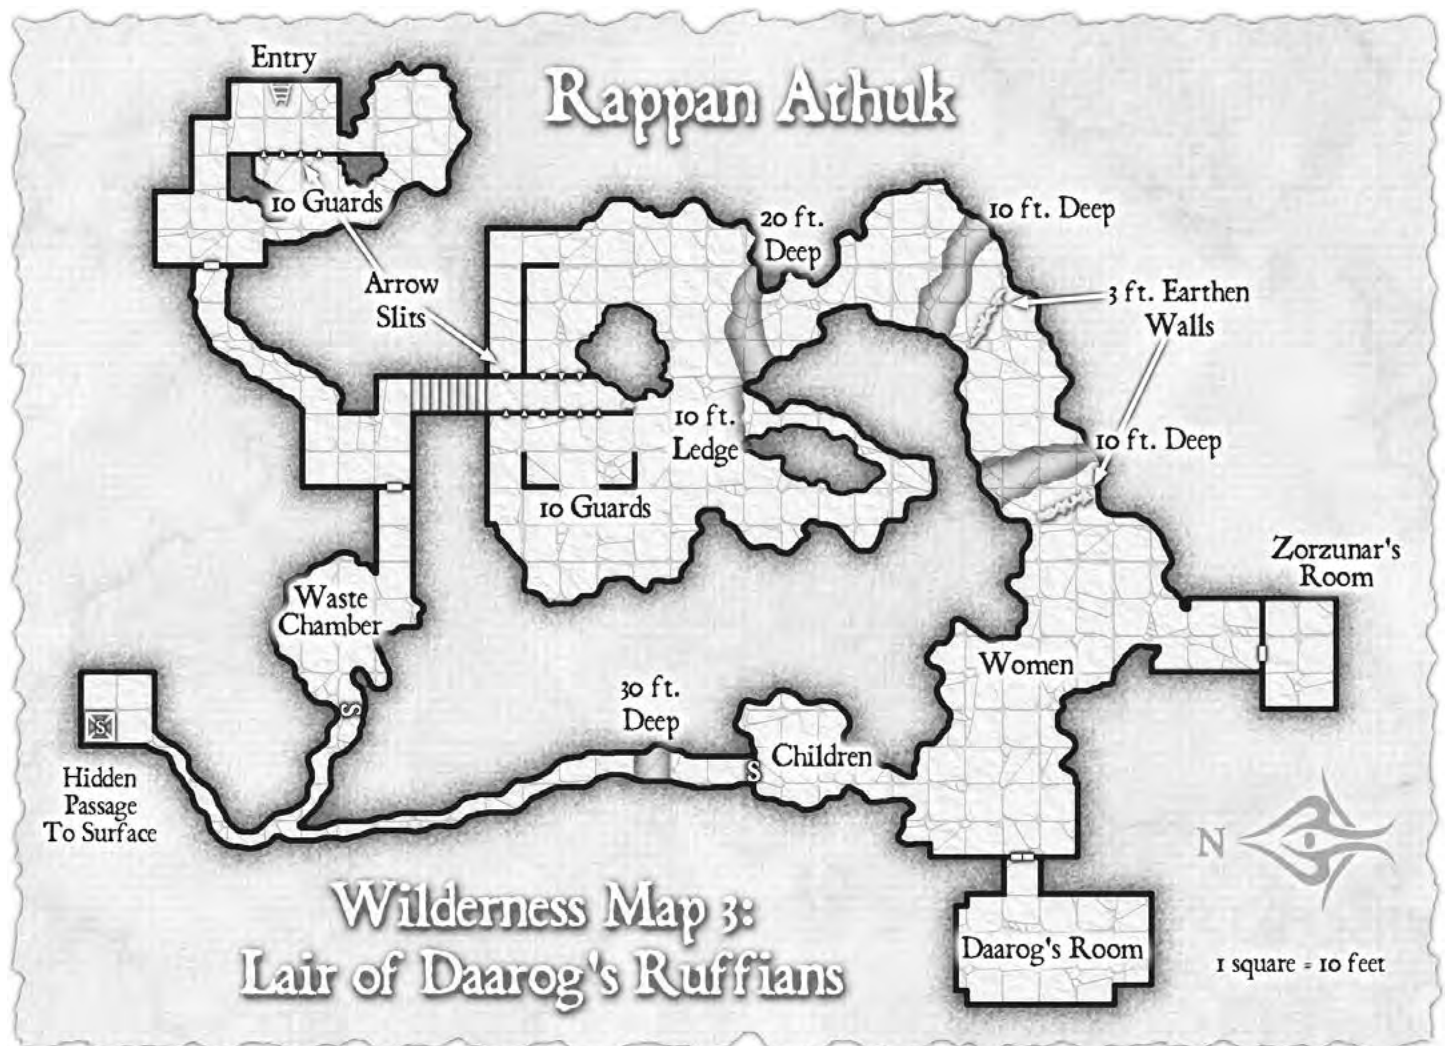 Entry
Rappan Athuk
10 Guards
20 ft.
Deep
10 ft. Deep
Arrow
Slits
3 ft. Earthen
Walls
10 ft.
Ledge
10 ft. Deep
10 Guards
Zorzunar's
Room
Waste
Chamber
Women
S
30 ft.
Deep
S
Children
S
Hidden
Passage
To Surface
N
Wilderness Map 3:
Lair of Daarog's Ruffians
Daarog's Room
1 square = 10 feet